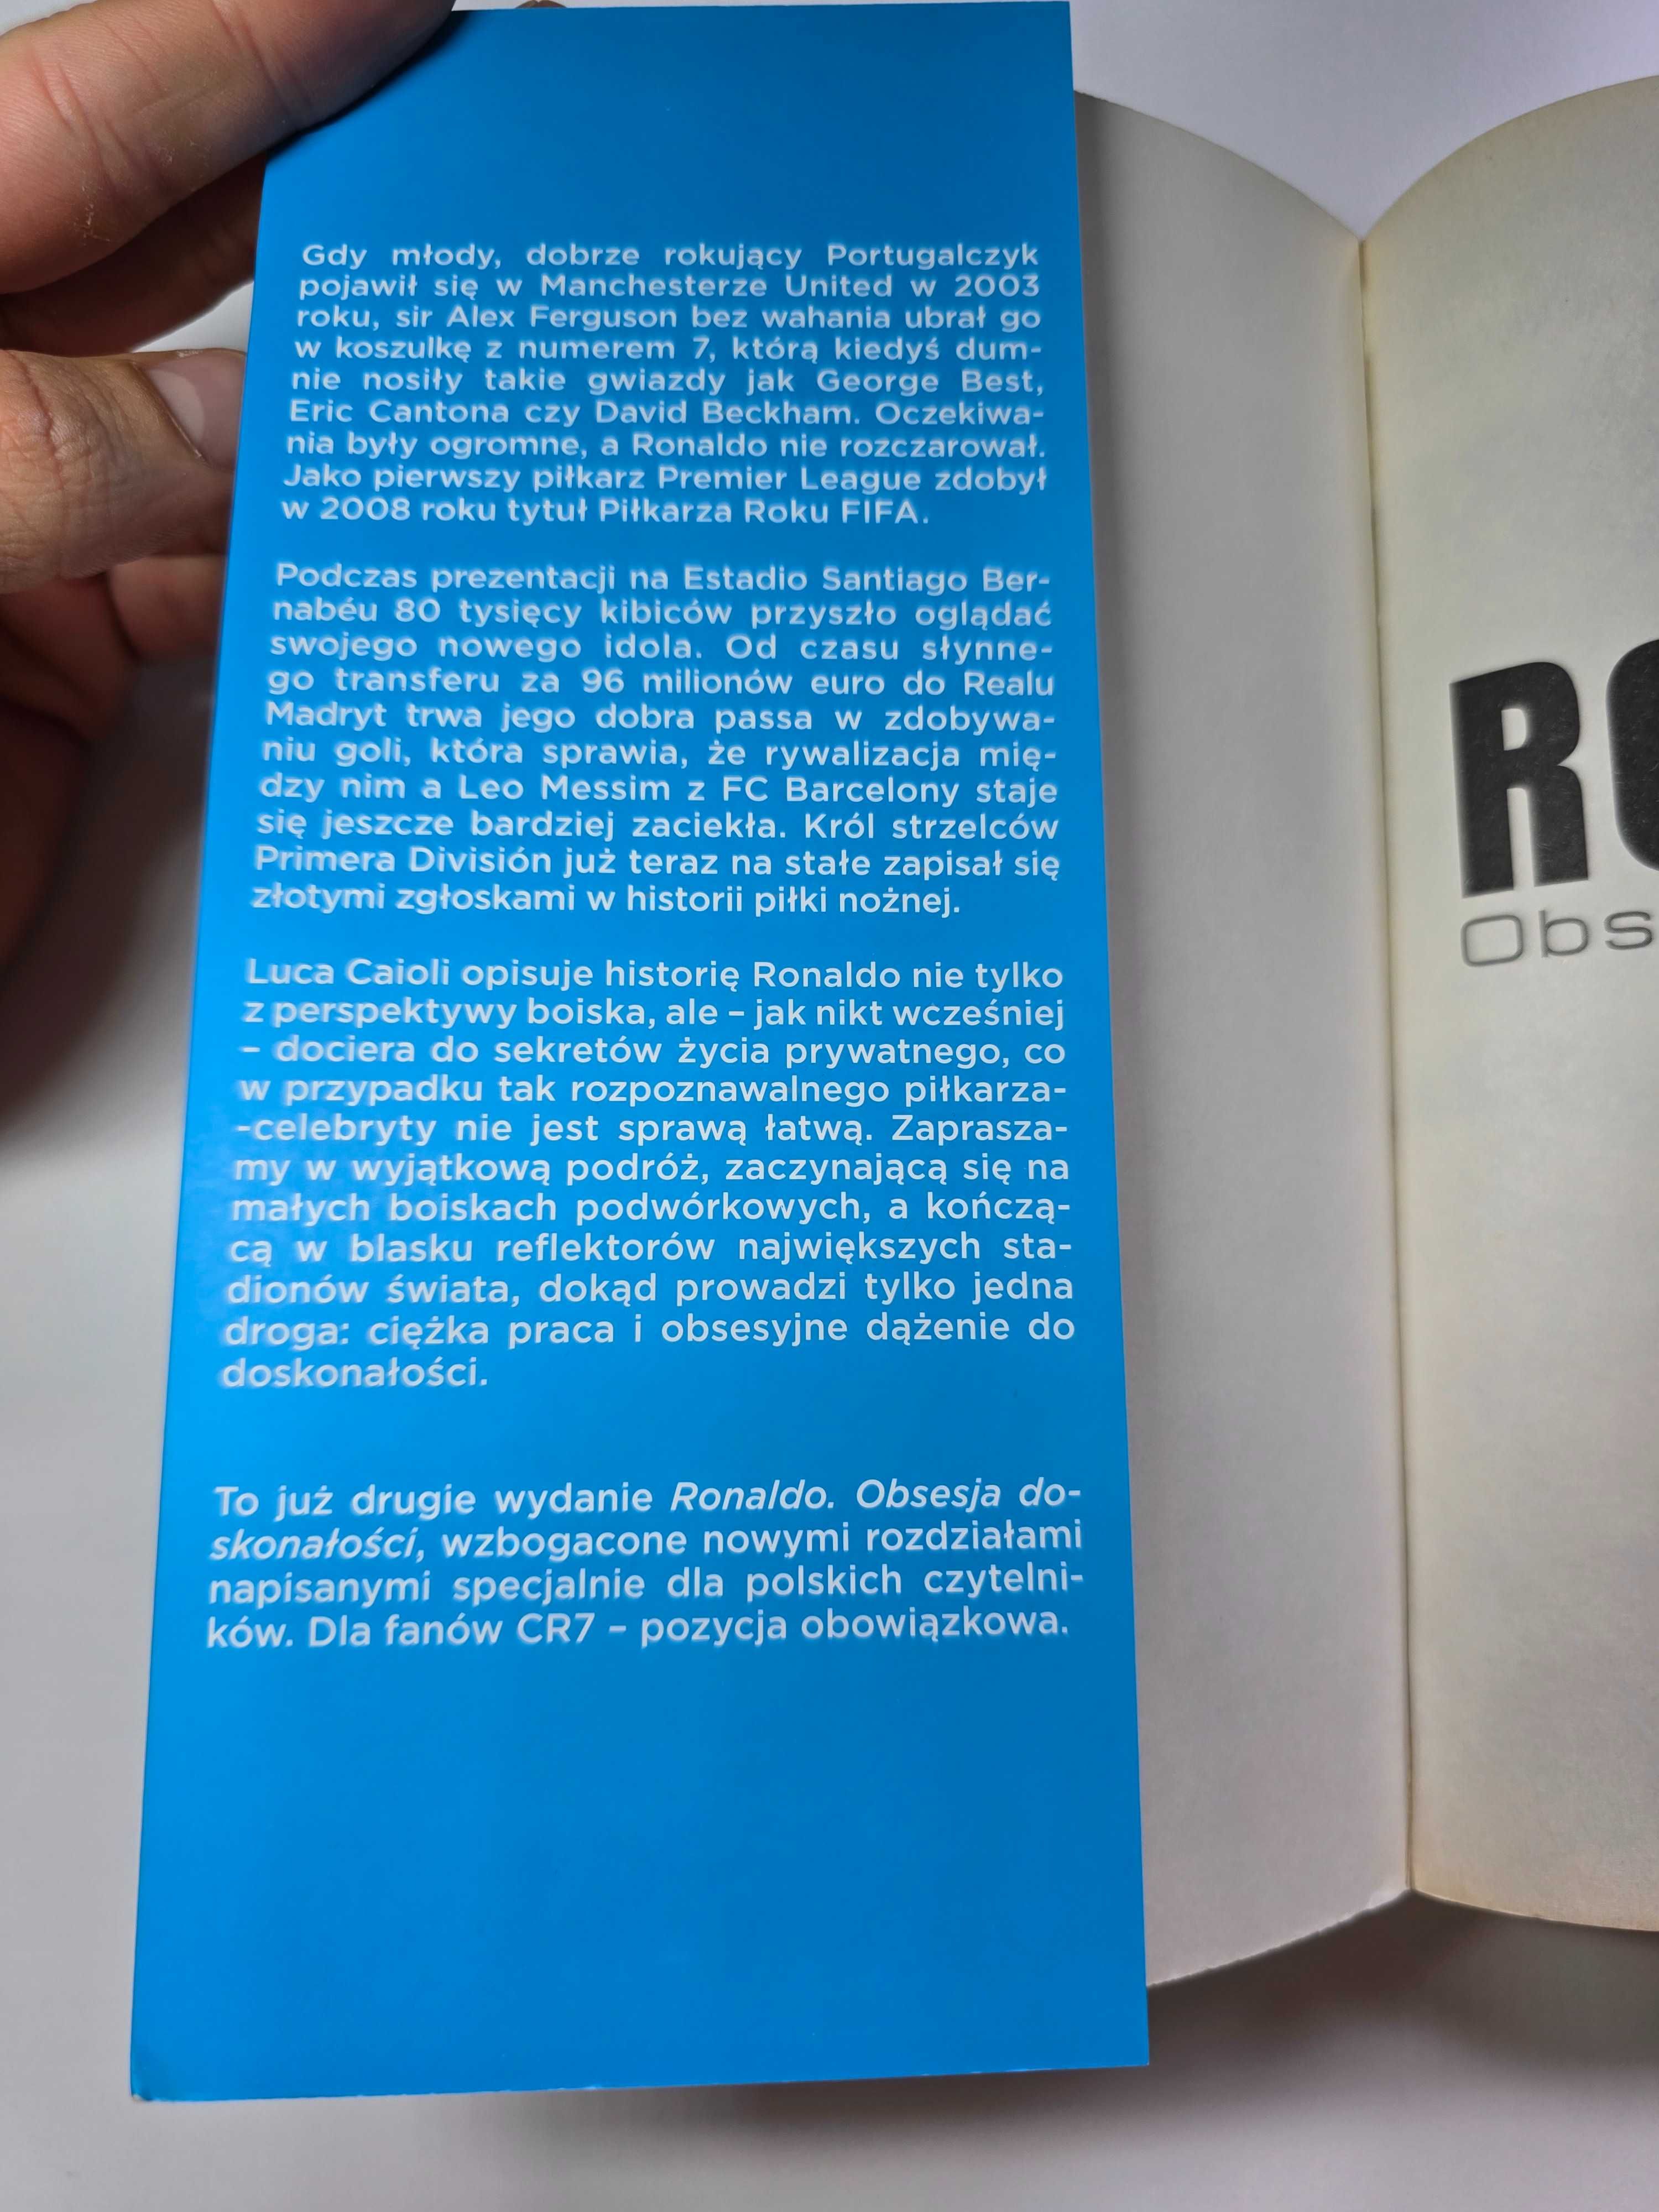 Gdy młody, dobrze rokujący Portugalczyk
pojawił się w Manchesterze United w 2003
roku, sir Alex Ferguson bez wahania ubrał go
w koszulkę z numerem 7, którą kiedyś dum-
nie nosiły takie gwiazdy jak George Best,
Eric Cantona czy David Beckham. Oczekiwa-
nia były ogromne, a Ronaldo nie rozczarował.
Jako pierwszy piłkarz Premier League zdobył
w 2008 roku tytuł Piłkarza Roku FIFA.
Podczas prezentacji na Estadio Santiago Ber-
nabéu 80 tysięcy kibiców przyszło oglądać
swojego nowego idola. Od czasu słynne-
go transferu za 96 milionów euro do Realu
Madryt trwa jego dobra passa w zdobywa-
niu goli, która sprawia, że rywalizacja mię-
dzy nim a Leo Messim z FC Barcelony staje
się jeszcze bardziej zaciekła. Król strzelców
Primera División już teraz na stałe zapisał się
złotymi zgłoskami w historii piłki nożnej.
Luca Caioli opisuje historię Ronaldo nie tylko
z perspektywy boiska, ale – jak nikt wcześniej
– dociera do sekretów życia prywatnego, co
w przypadku tak rozpoznawalnego piłkarza-
-celebryty nie jest sprawą łatwą. Zaprasza-
my w wyjątkową podróż, zaczynającą się na
małych boiskach podwórkowych, a kończą-
cą w blasku reflektorów największych sta-
dionów świata, dokąd prowadzi tylko jedna
droga: ciężka praca i obsesyjne dążenie do
doskonałości.
To już drugie wydanie Ronaldo. Obsesja do-
skonałości, wzbogacone nowymi rozdziałami
napisanymi specjalnie dla polskich czytelni-
ków. Dla fanów CR7 – pozycja obowiązkowa.
R
Obs